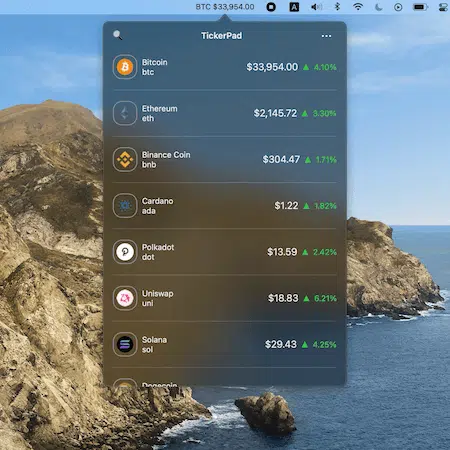 BTC $33,954.00
A
TickerPad
Bitcoin
btc
$33,954.00 ▲ 4.10%
Ethereum
eth
$2,145.72 ▲ 5.30%
Binance Coin
bnb
$304.47 ▲ 1.71%
Cardano
ada
$1.22 ▲ 1.82%
Polkadot
dot
$13.59 ▲ 2.42%
Uniswap
uni
$18.83 ▲ 6.21%
Solana
sol
$29.43 ▲ 4.25%
Dogecoin